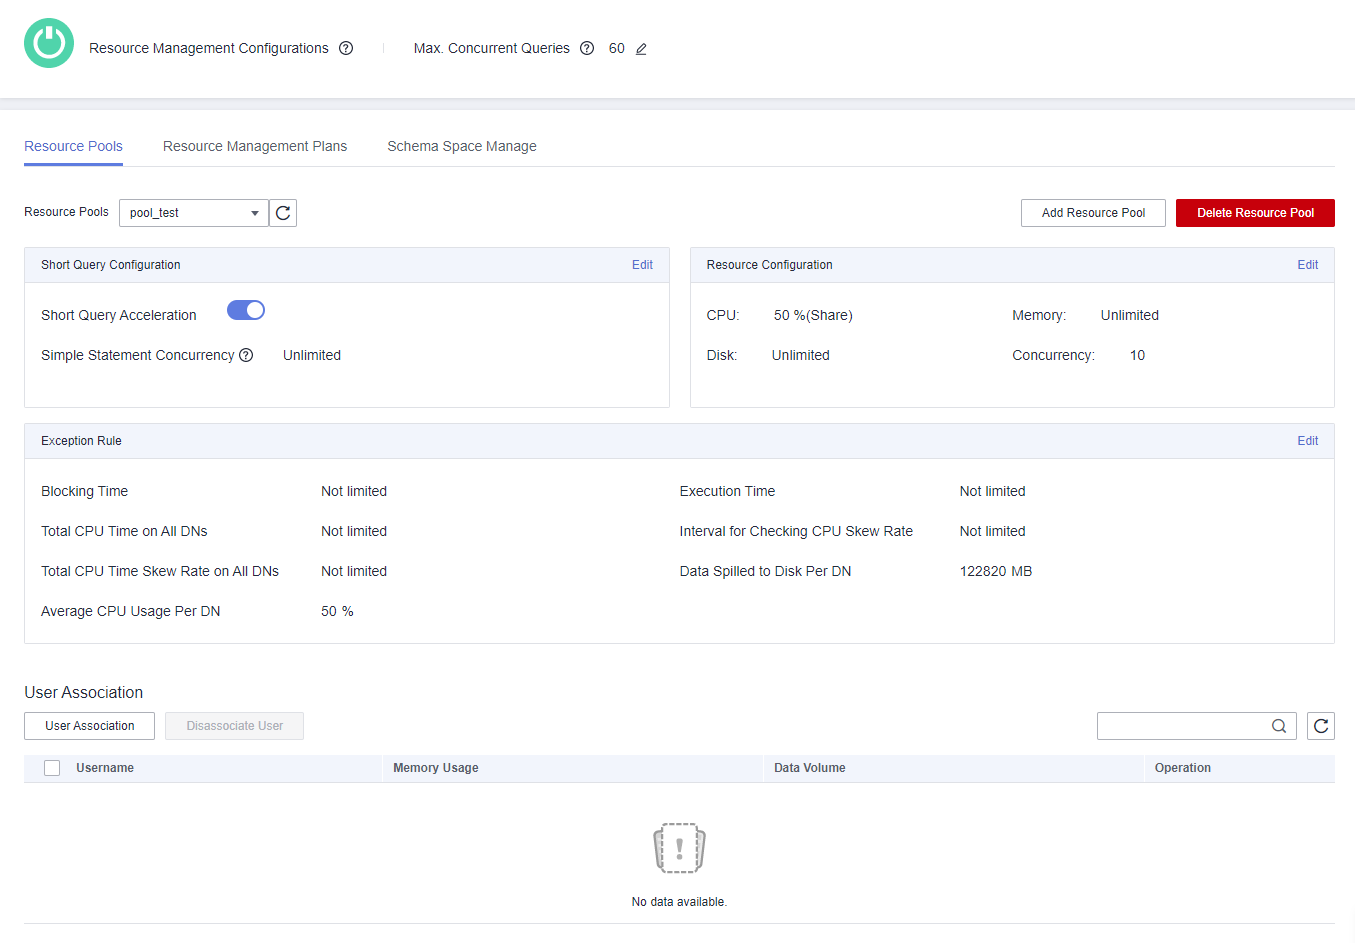 Resource Management Configurations Max. Concurrent Queries 60
Resource Pools Resource Management Plans Schema Space Manage
Resource Pools pool_test Add Resource Pool Delete Resource Pool
Short Query Configuration Edit
Short Query Acceleration
Simple Statement Concurrency Unlimited
Resource Configuration Edit
CPU: 50 %(Share) Memory: Unlimited
Disk: Unlimited Concurrency: 10
Exception Rule Edit
Blocking Time Not limited Execution Time Not limited
Total CPU Time on All DNs Not limited Interval for Checking CPU Skew Rate Not limited
Total CPU Time Skew Rate on All DNs Not limited Data Spilled to Disk Per DN 122820 MB
Average CPU Usage Per DN 50 %
User Association
User Association Disassociate User
Username Memory Usage Data Volume Operation
No data available.